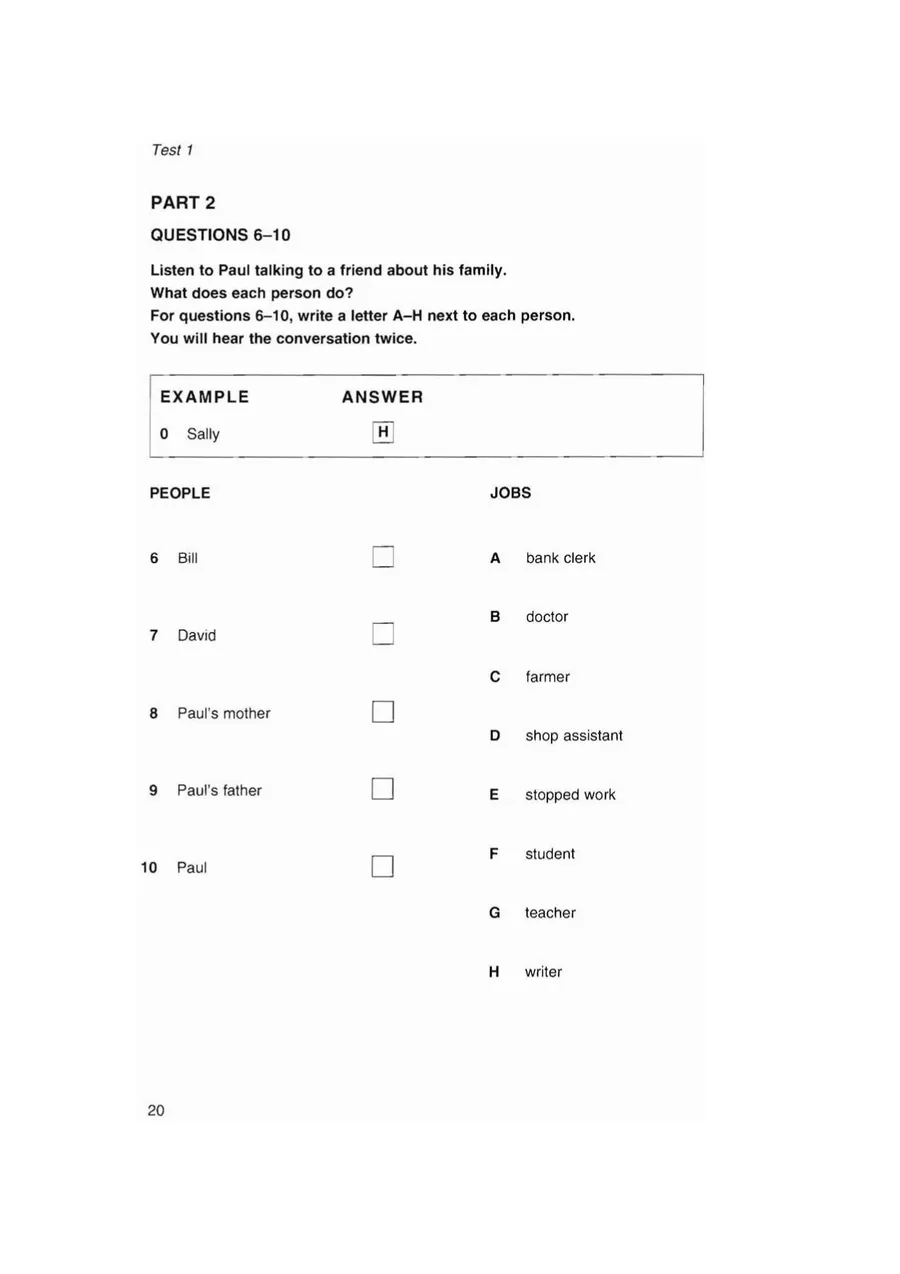 Test 1
PART 2
QUESTIONS 6–10
Listen to Paul talking to a friend about his family.
What does each person do?
For questions 6–10, write a letter A–H next to each person.
You will hear the conversation twice.
EXAMPLE ANSWER
0 Sally H
PEOPLE JOBS
6 Bill A bank clerk
B doctor
7 David
C farmer
8 Paul's mother
D shop assistant
9 Paul's father E stopped work
F student
10 Paul
G teacher
H writer
20